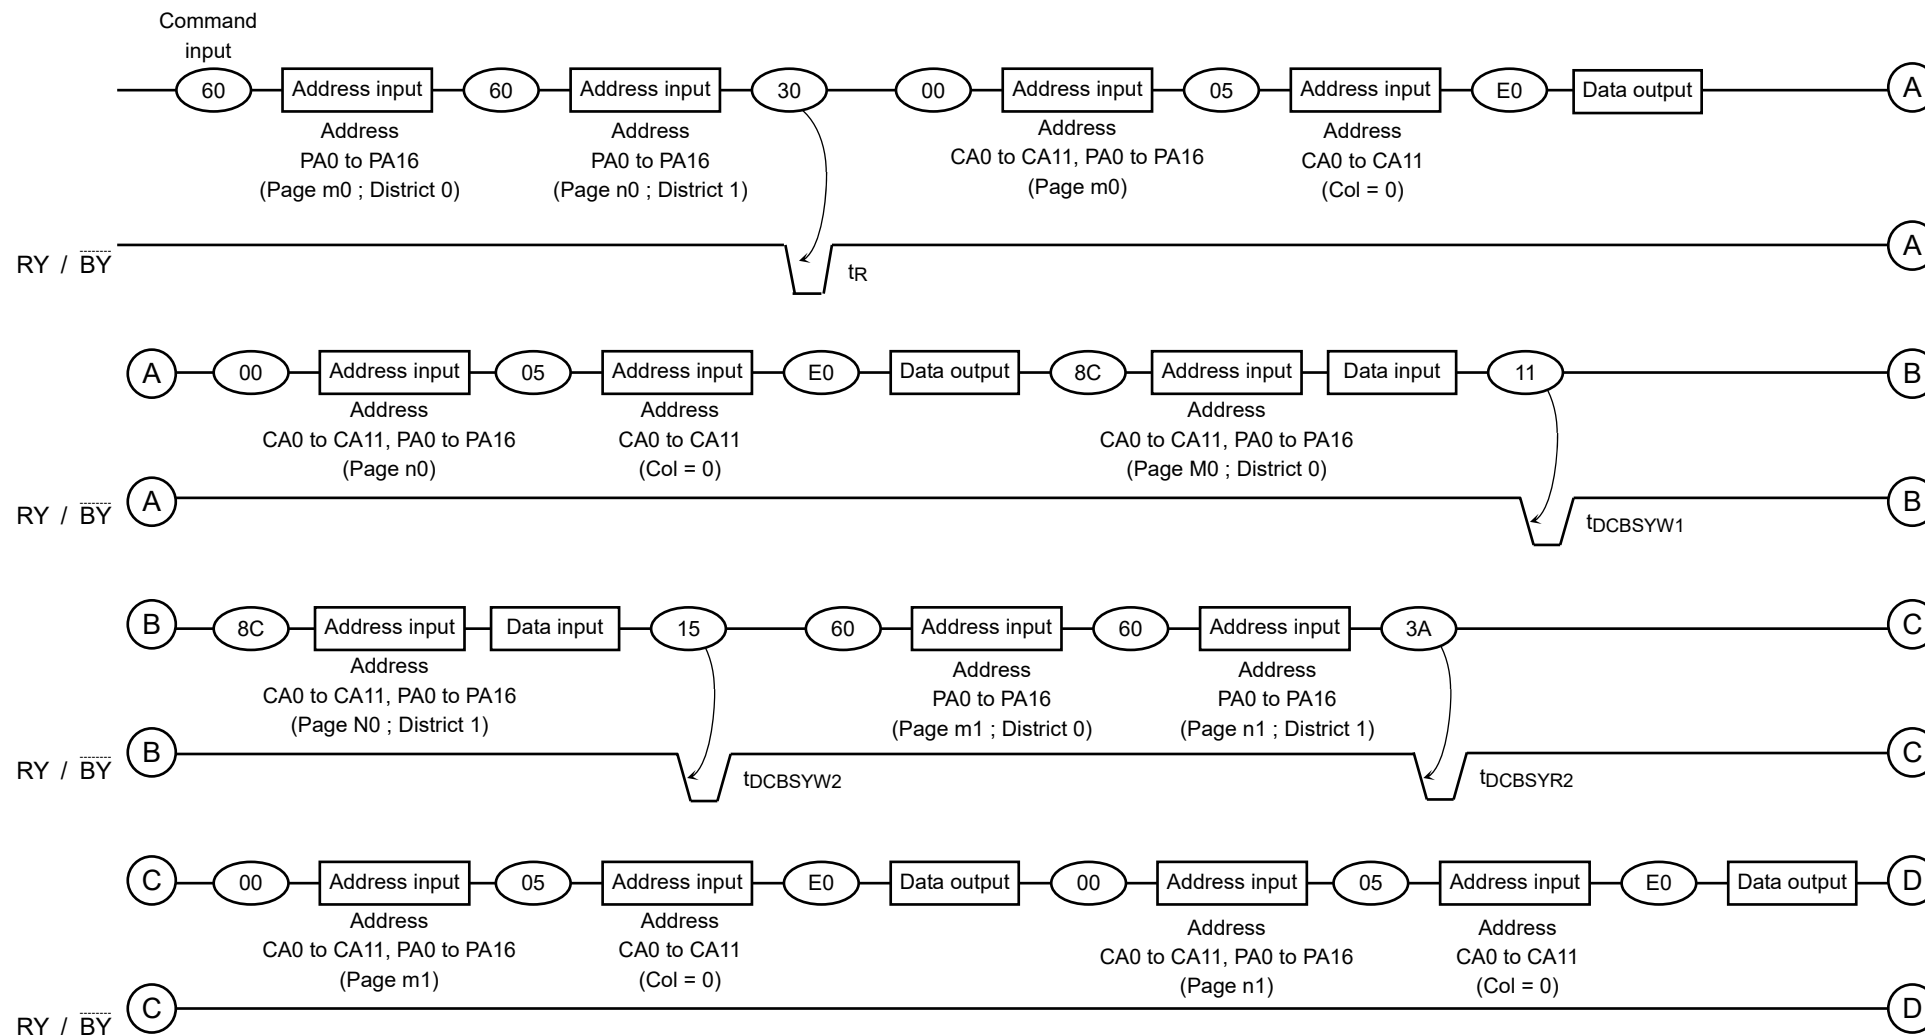 Command
input
60 Address input 60 Address input 30 00 Address input 05 Address input E0 Data output A
Address Address Address Address
PA0 to PA16 PA0 to PA16 CA0 to CA11, PA0 to PA16 CA0 to CA11
(Page m0 ; District 0) (Page n0 ; District 1) (Page m0) (Col = 0)
RY / BY A
tR
A 00 Address input 05 Address input E0 Data output 8C Address input Data input 11 B
Address Address Address
CA0 to CA11, PA0 to PA16 CA0 to CA11 CA0 to CA11, PA0 to PA16
(Page n0) (Col = 0) (Page M0 ; District 0)
RY / BY A B
tDCBSYW1
B 8C Address input Data input 15 60 Address input 60 Address input 3A C
Address Address Address
CA0 to CA11, PA0 to PA16 PA0 to PA16 PA0 to PA16
(Page N0 ; District 1) (Page m1 ; District 0) (Page n1 ; District 1)
RY / BY B C
tDCBSYW2 tDCBSYR2
C 00 Address input 05 Address input E0 Data output 00 Address input 05 Address input E0 Data output D
Address Address Address Address
CA0 to CA11, PA0 to PA16 CA0 to CA11 CA0 to CA11, PA0 to PA16 CA0 to CA11
(Page m1) (Col = 0) (Page n1) (Col = 0)
RY / BY C D